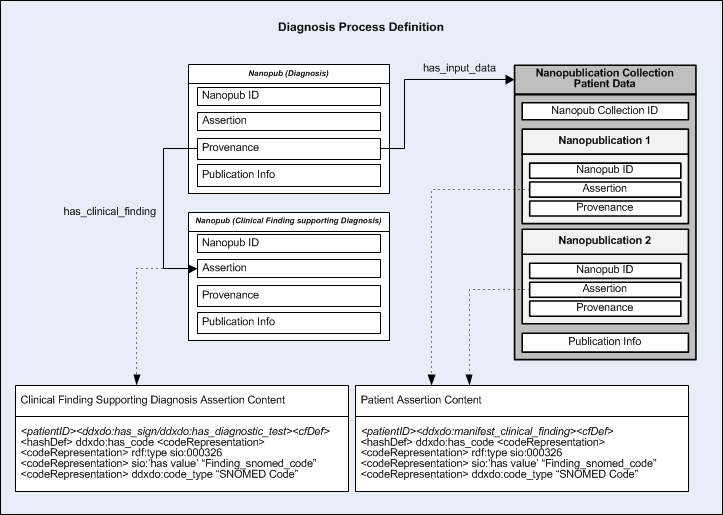 Diagnosis Process Definition
has_input_data
Nanopub (Diagnosis)
Nanopub ID
Assertion
Provenance
Publication Info
has_clinical_finding
Nanopub (Clinical Finding supporting Diagnosis)
Nanopub ID
Assertion
Provenance
Publication Info
Nanopublication Collection
Patient Data
Nanopub Collection ID
Nanopublication 1
Nanopub ID
Assertion
Provenance
Nanopublication 2
Nanopub ID
Assertion
Provenance
Publication Info
Clinical Finding Supporting Diagnosis Assertion Content
<patientID><ddxdo:has_sign/ddxdo:has_diagnostic_test><cfDef>
<hashDef> ddxdo:has_code <codeRepresentation>
<codeRepresentation> rdf:type sio:000326
<codeRepresentation> sio:'has value' “Finding_snomed_code”
<codeRepresentation> ddxdo:code_type “SNOMED Code”
Patient Assertion Content
<patientID><ddxdo:manifest_clinical_finding><cfDef>
<hashDef> ddxdo:has_code <codeRepresentation>
<codeRepresentation> rdf:type sio:000326
<codeRepresentation> sio:'has value' “Finding_snomed_code”
<codeRepresentation> ddxdo:code_type “SNOMED Code”